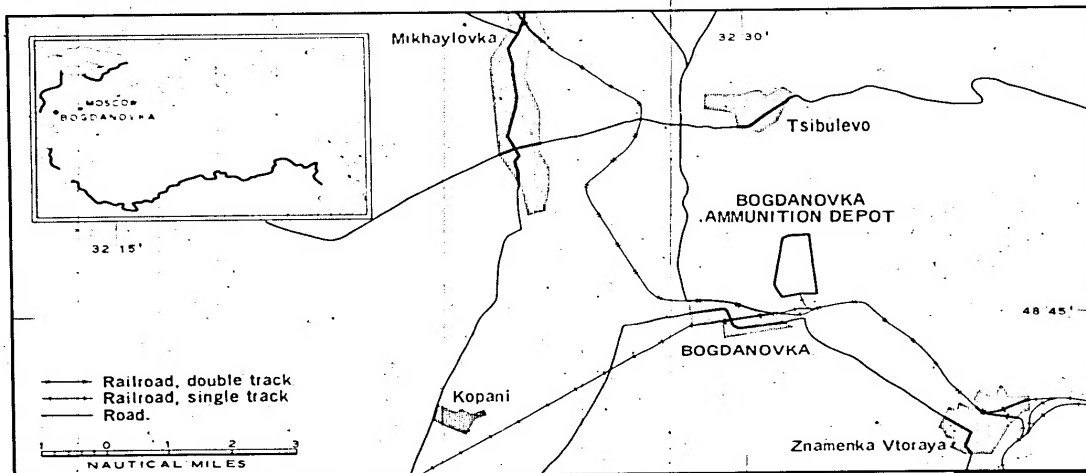 Mikhaylovka
32 30'
MOSCOW
BOGDANOVKA
Tsibulevo
BOGDANOVKA
AMMUNITION DEPOT
32 15'
48 45'
BOGDANOVKA
Railroad, double track
Railroad, single track
Road.
Kopani
Znamenka Vtoraya
1 0 1 2 3
NAUTICAL MILES